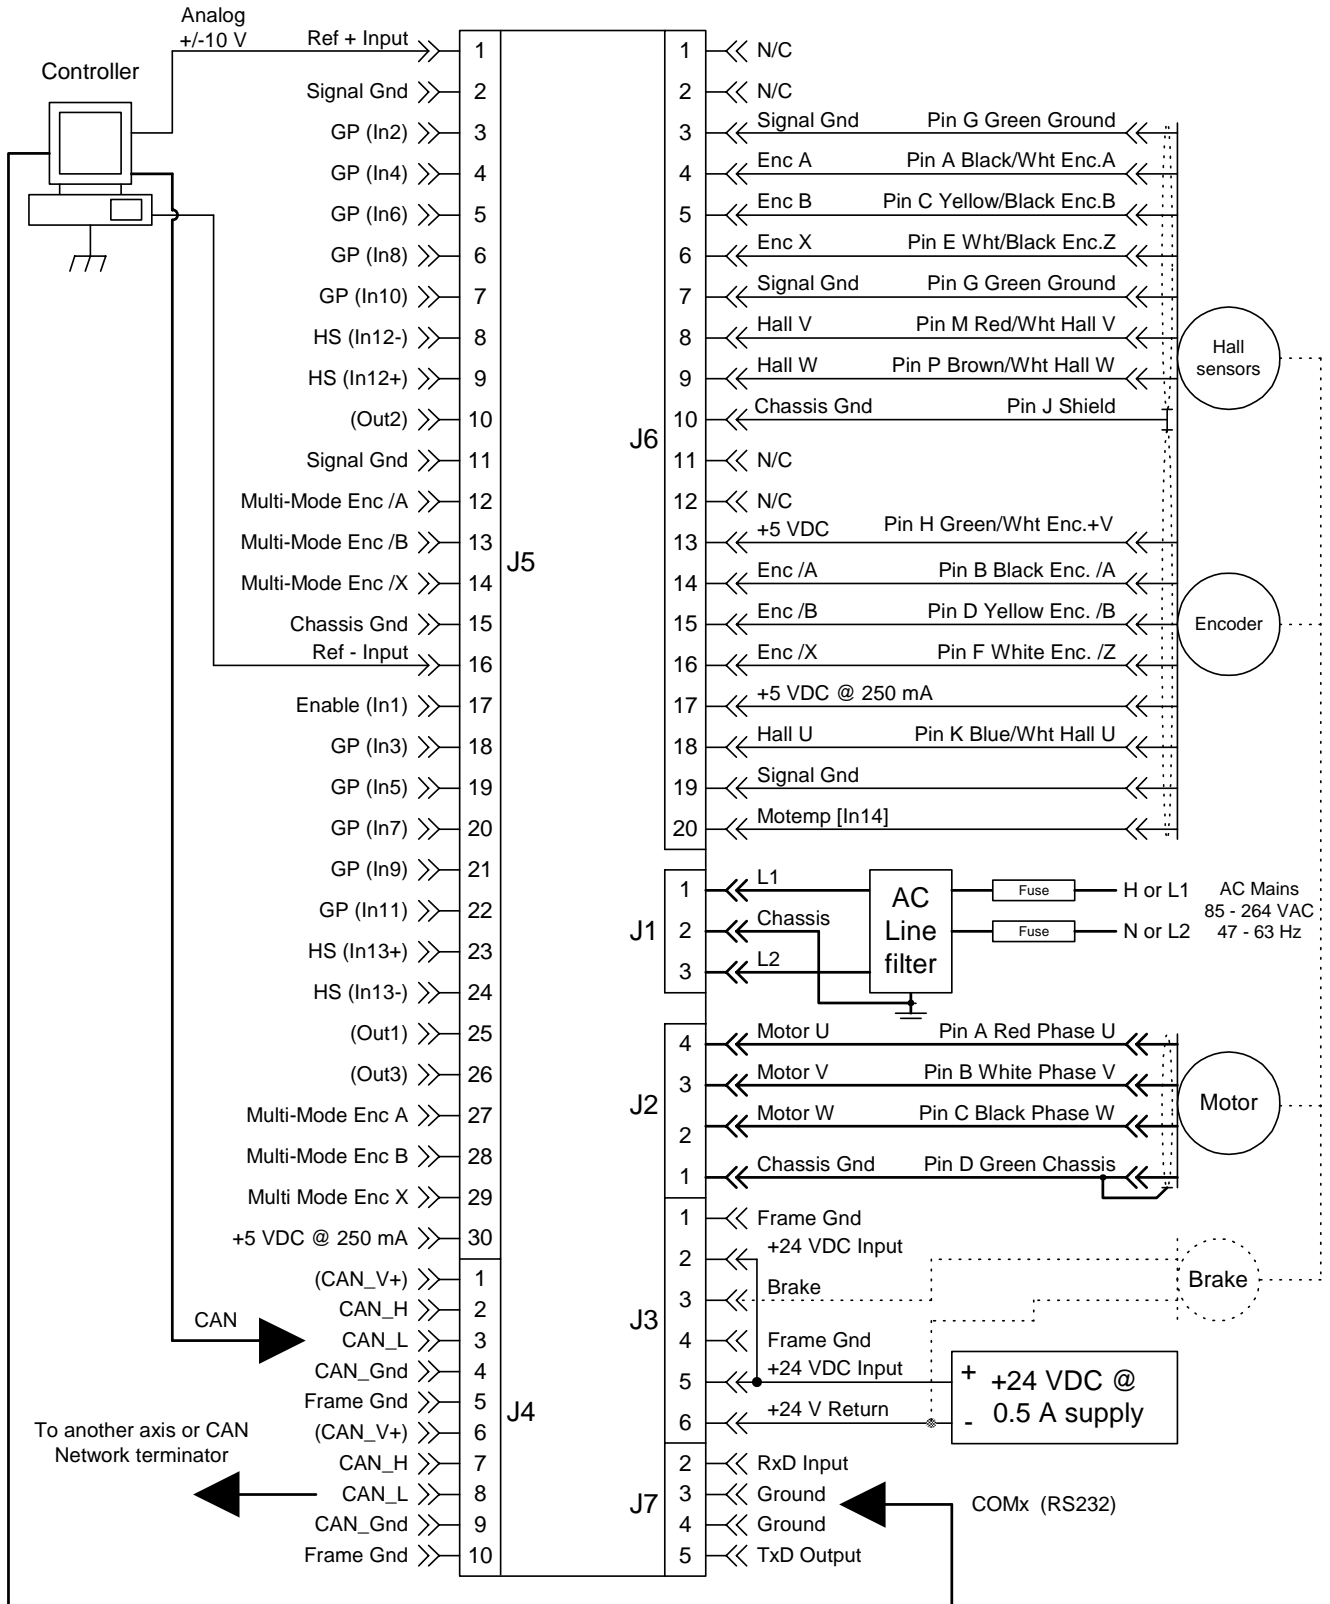 Analog
+/-10 V
Controller
Ref + Input 1
Signal Gnd 2
GP (In2) 3
GP (In4) 4
GP (In6) 5
GP (In8) 6
GP (In10) 7
HS (In12-) 8
HS (In12+) 9
(Out2) 10
Signal Gnd 11
Multi-Mode Enc /A 12
Multi-Mode Enc /B 13
Multi-Mode Enc /X 14
Chassis Gnd 15
Ref - Input 16
Enable (In1) 17
GP (In3) 18
GP (In5) 19
GP (In7) 20
GP (In9) 21
GP (In11) 22
HS (In13+) 23
HS (In13-) 24
(Out1) 25
(Out3) 26
Multi-Mode Enc A 27
Multi-Mode Enc B 28
Multi Mode Enc X 29
+5 VDC @ 250 mA 30
J5
(CAN_V+) 1
CAN_H 2
CAN_L 3
CAN_Gnd 4
Frame Gnd 5
(CAN_V+) 6
CAN_H 7
CAN_L 8
CAN_Gnd 9
Frame Gnd 10
J4
CAN
To another axis or CAN
Network terminator
J6
1 N/C
2 N/C
3 Signal Gnd Pin G Green Ground
4 Enc A Pin A Black/Wht Enc.A
5 Enc B Pin C Yellow/Black Enc.B
6 Enc X Pin E Wht/Black Enc.Z
7 Signal Gnd Pin G Green Ground
8 Hall V Pin M Red/Wht Hall V
9 Hall W Pin P Brown/Wht Hall W
10 Chassis Gnd Pin J Shield
11 N/C
12 N/C
13 +5 VDC Pin H Green/Wht Enc.+V
14 Enc /A Pin B Black Enc. /A
15 Enc /B Pin D Yellow Enc. /B
16 Enc /X Pin F White Enc. /Z
17 +5 VDC @ 250 mA
18 Hall U Pin K Blue/Wht Hall U
19 Signal Gnd
20 Motemp [In14]
Hall
sensors
Encoder
J1
1 L1
2 Chassis
3 L2
AC
Line
filter
Fuse H or L1
Fuse N or L2
AC Mains
85 - 264 VAC
47 - 63 Hz
J2
4 Motor U Pin A Red Phase U
3 Motor V Pin B White Phase V
2 Motor W Pin C Black Phase W
1 Chassis Gnd Pin D Green Chassis
Motor
J3
1 Frame Gnd
2 +24 VDC Input
3 Brake
4 Frame Gnd
5 +24 VDC Input
6 +24 V Return
Brake
+ +24 VDC @
- 0.5 A supply
J7
2 RxD Input
3 Ground
4 Ground
5 TxD Output
COMx (RS232)